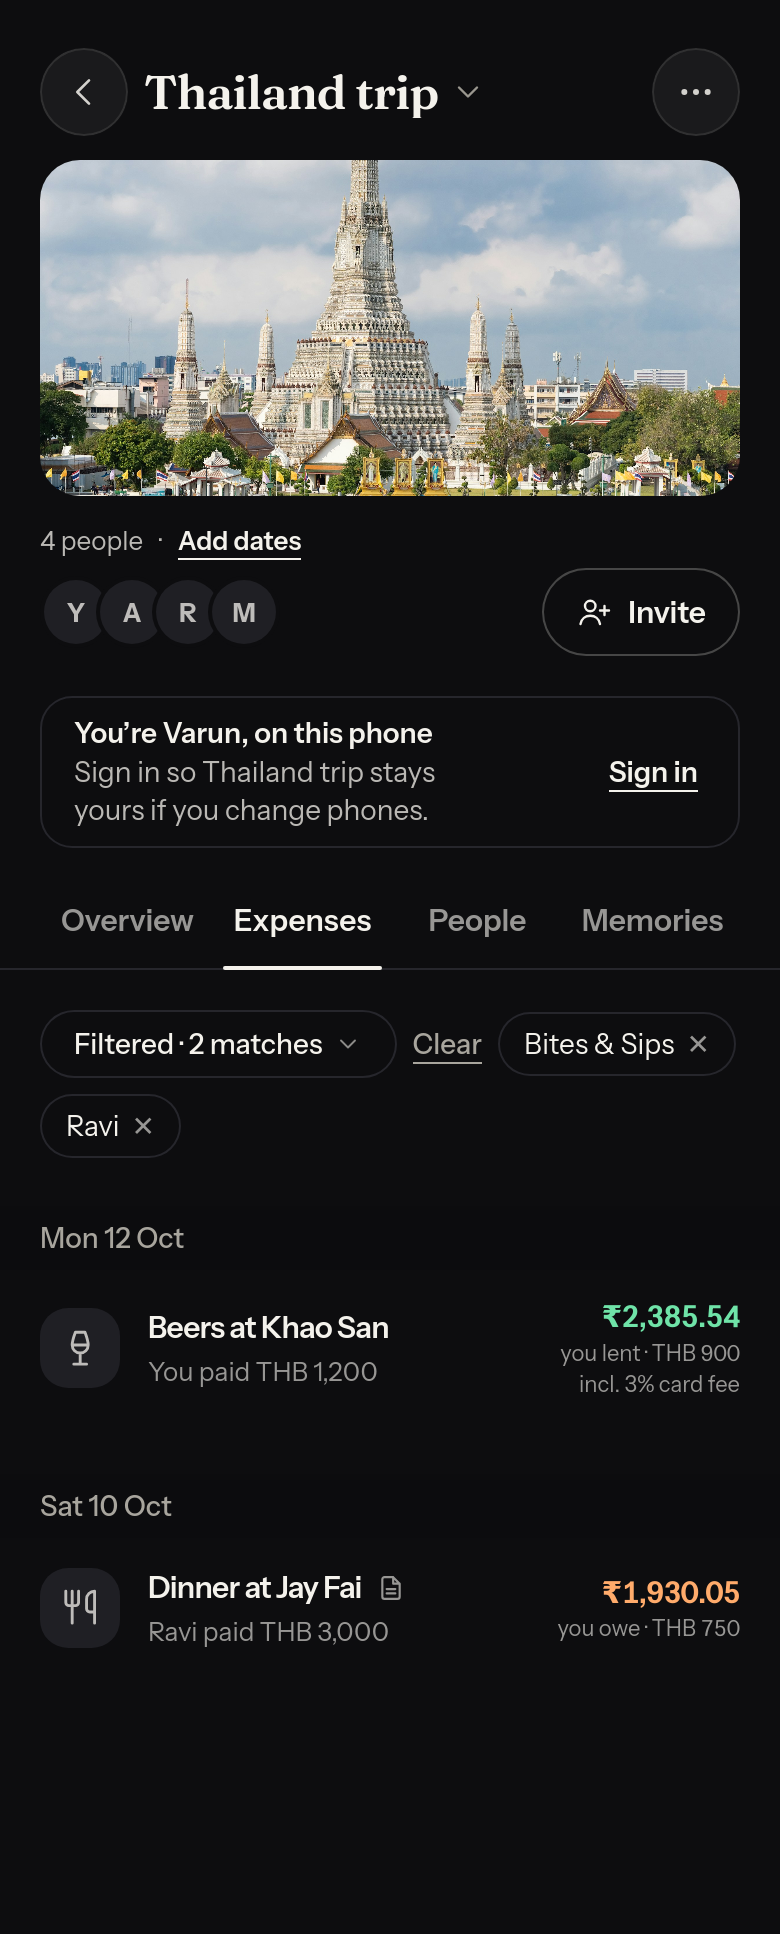 Thailand trip
4 people · Add dates
Y A R M
Invite
You’re Varun, on this phone
Sign in so Thailand trip stays
yours if you change phones.
Sign in
Overview Expenses People Memories
Filtered · 2 matches Clear Bites & Sips ✕
Ravi ✕
Mon 12 Oct
Beers at Khao San
You paid THB 1,200
₹2,385.54
you lent · THB 900
incl. 3% card fee
Sat 10 Oct
Dinner at Jay Fai
Ravi paid THB 3,000
₹1,930.05
you owe · THB 750